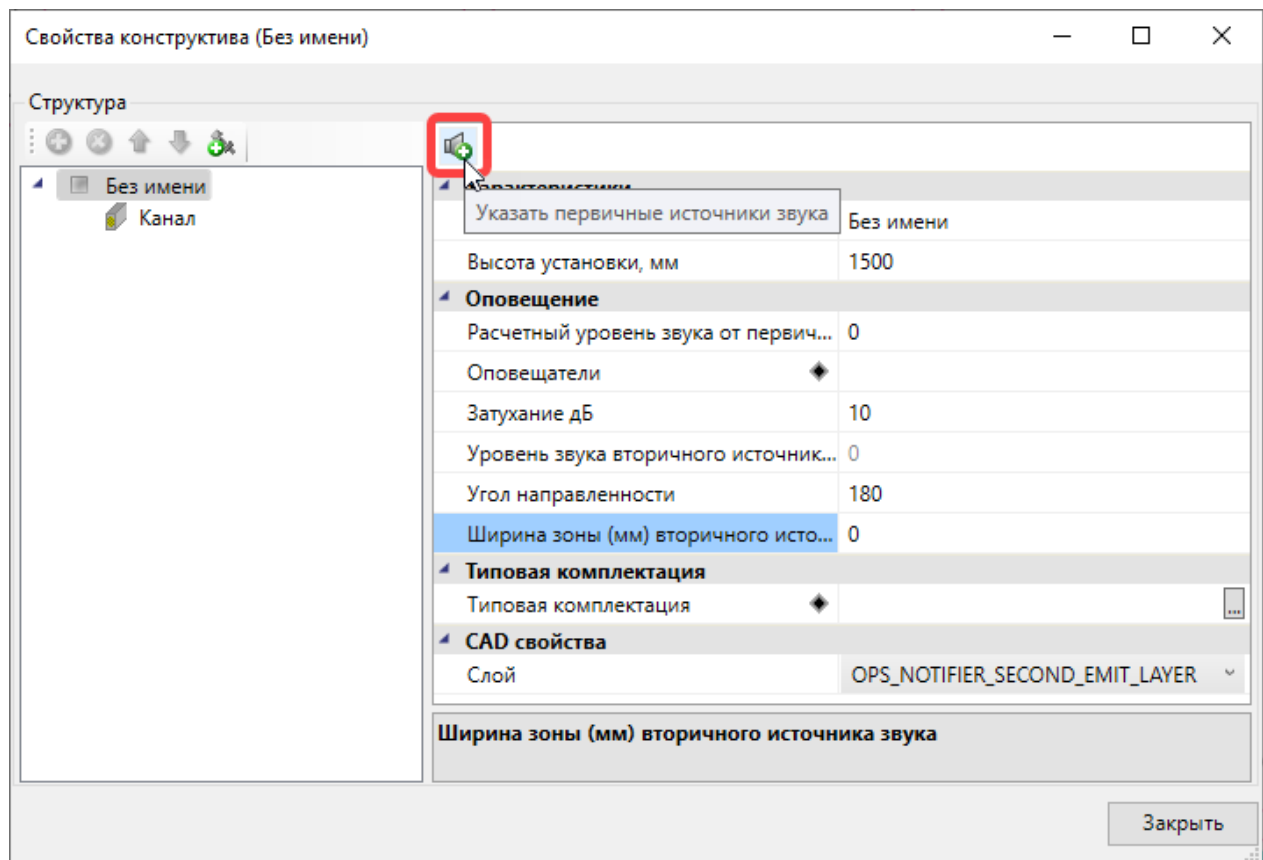 Свойства конструктива (Без имени)
Структура
Без имени
Канал
Характеристики
Указать первичные источники звука
Без имени
Высота установки, мм 1500
Оповещение
Расчетный уровень звука от первич... 0
Оповещатели
Затухание дБ 10
Уровень звука вторичного источник... 0
Угол направленности 180
Ширина зоны (мм) вторичного исто... 0
Типовая комплектация
Типовая комплектация ...
CAD свойства
Слой OPS_NOTIFIER_SECOND_EMIT_LAYER
Ширина зоны (мм) вторичного источника звука
Закрыть